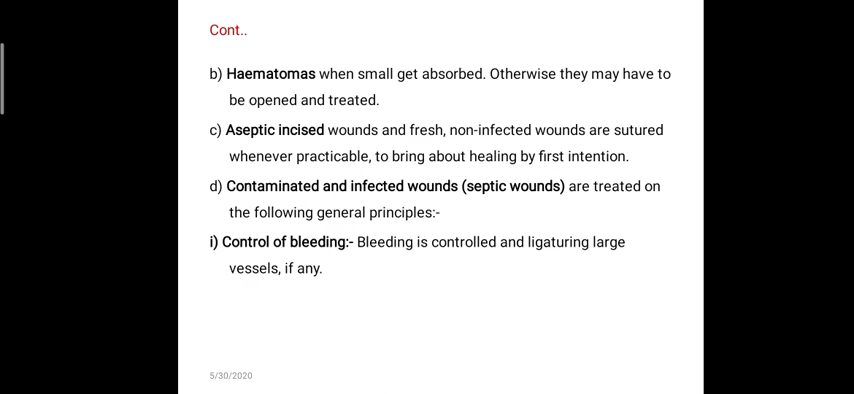 Cont..
b) Haematomas when small get absorbed. Otherwise they may have to
be opened and treated.
c) Aseptic incised wounds and fresh, non-infected wounds are sutured
whenever practicable, to bring about healing by first intention.
d) Contaminated and infected wounds (septic wounds) are treated on
the following general principles:-
i) Control of bleeding:- Bleeding is controlled and ligaturing large
vessels, if any.
5/30/2020